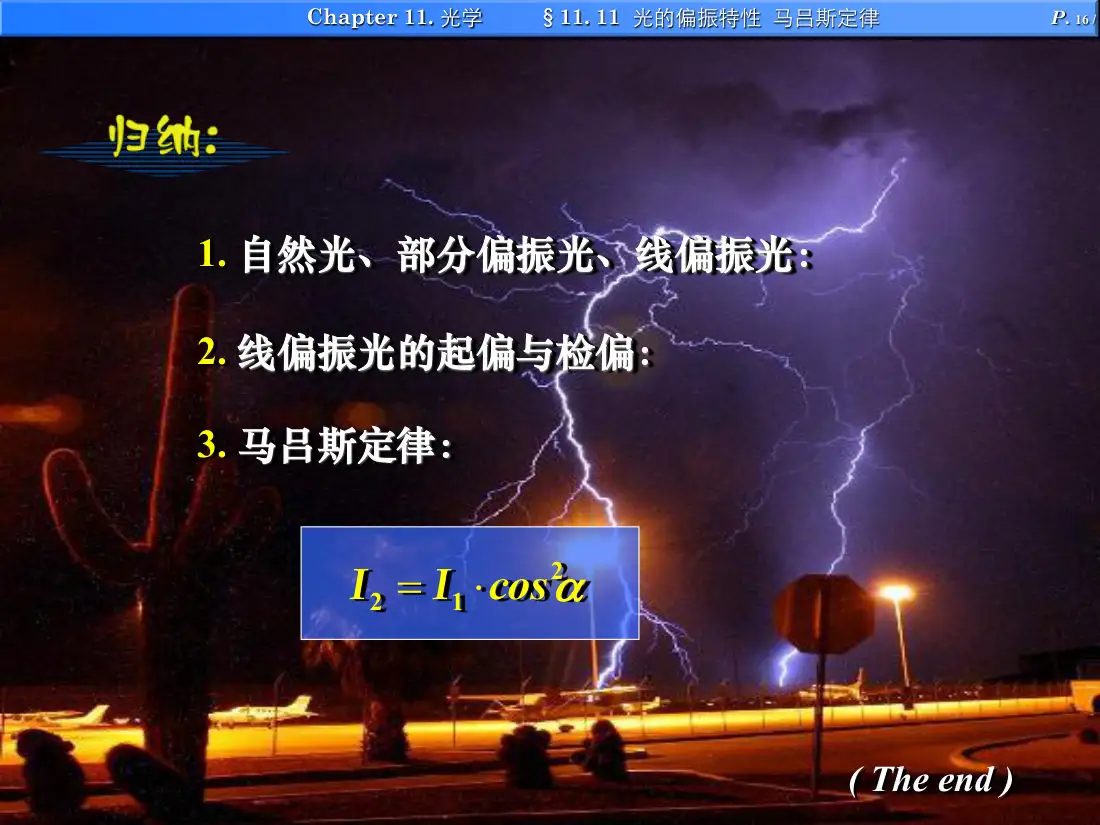 Chapter 11. 光学 §11. 11 光的偏振特性 马吕斯定律 P. 16 /
归纳:
1. 自然光、部分偏振光、线偏振光:
2. 线偏振光的起偏与检偏:
3. 马吕斯定律:
I₂ = I₁ · cos²α
( The end )